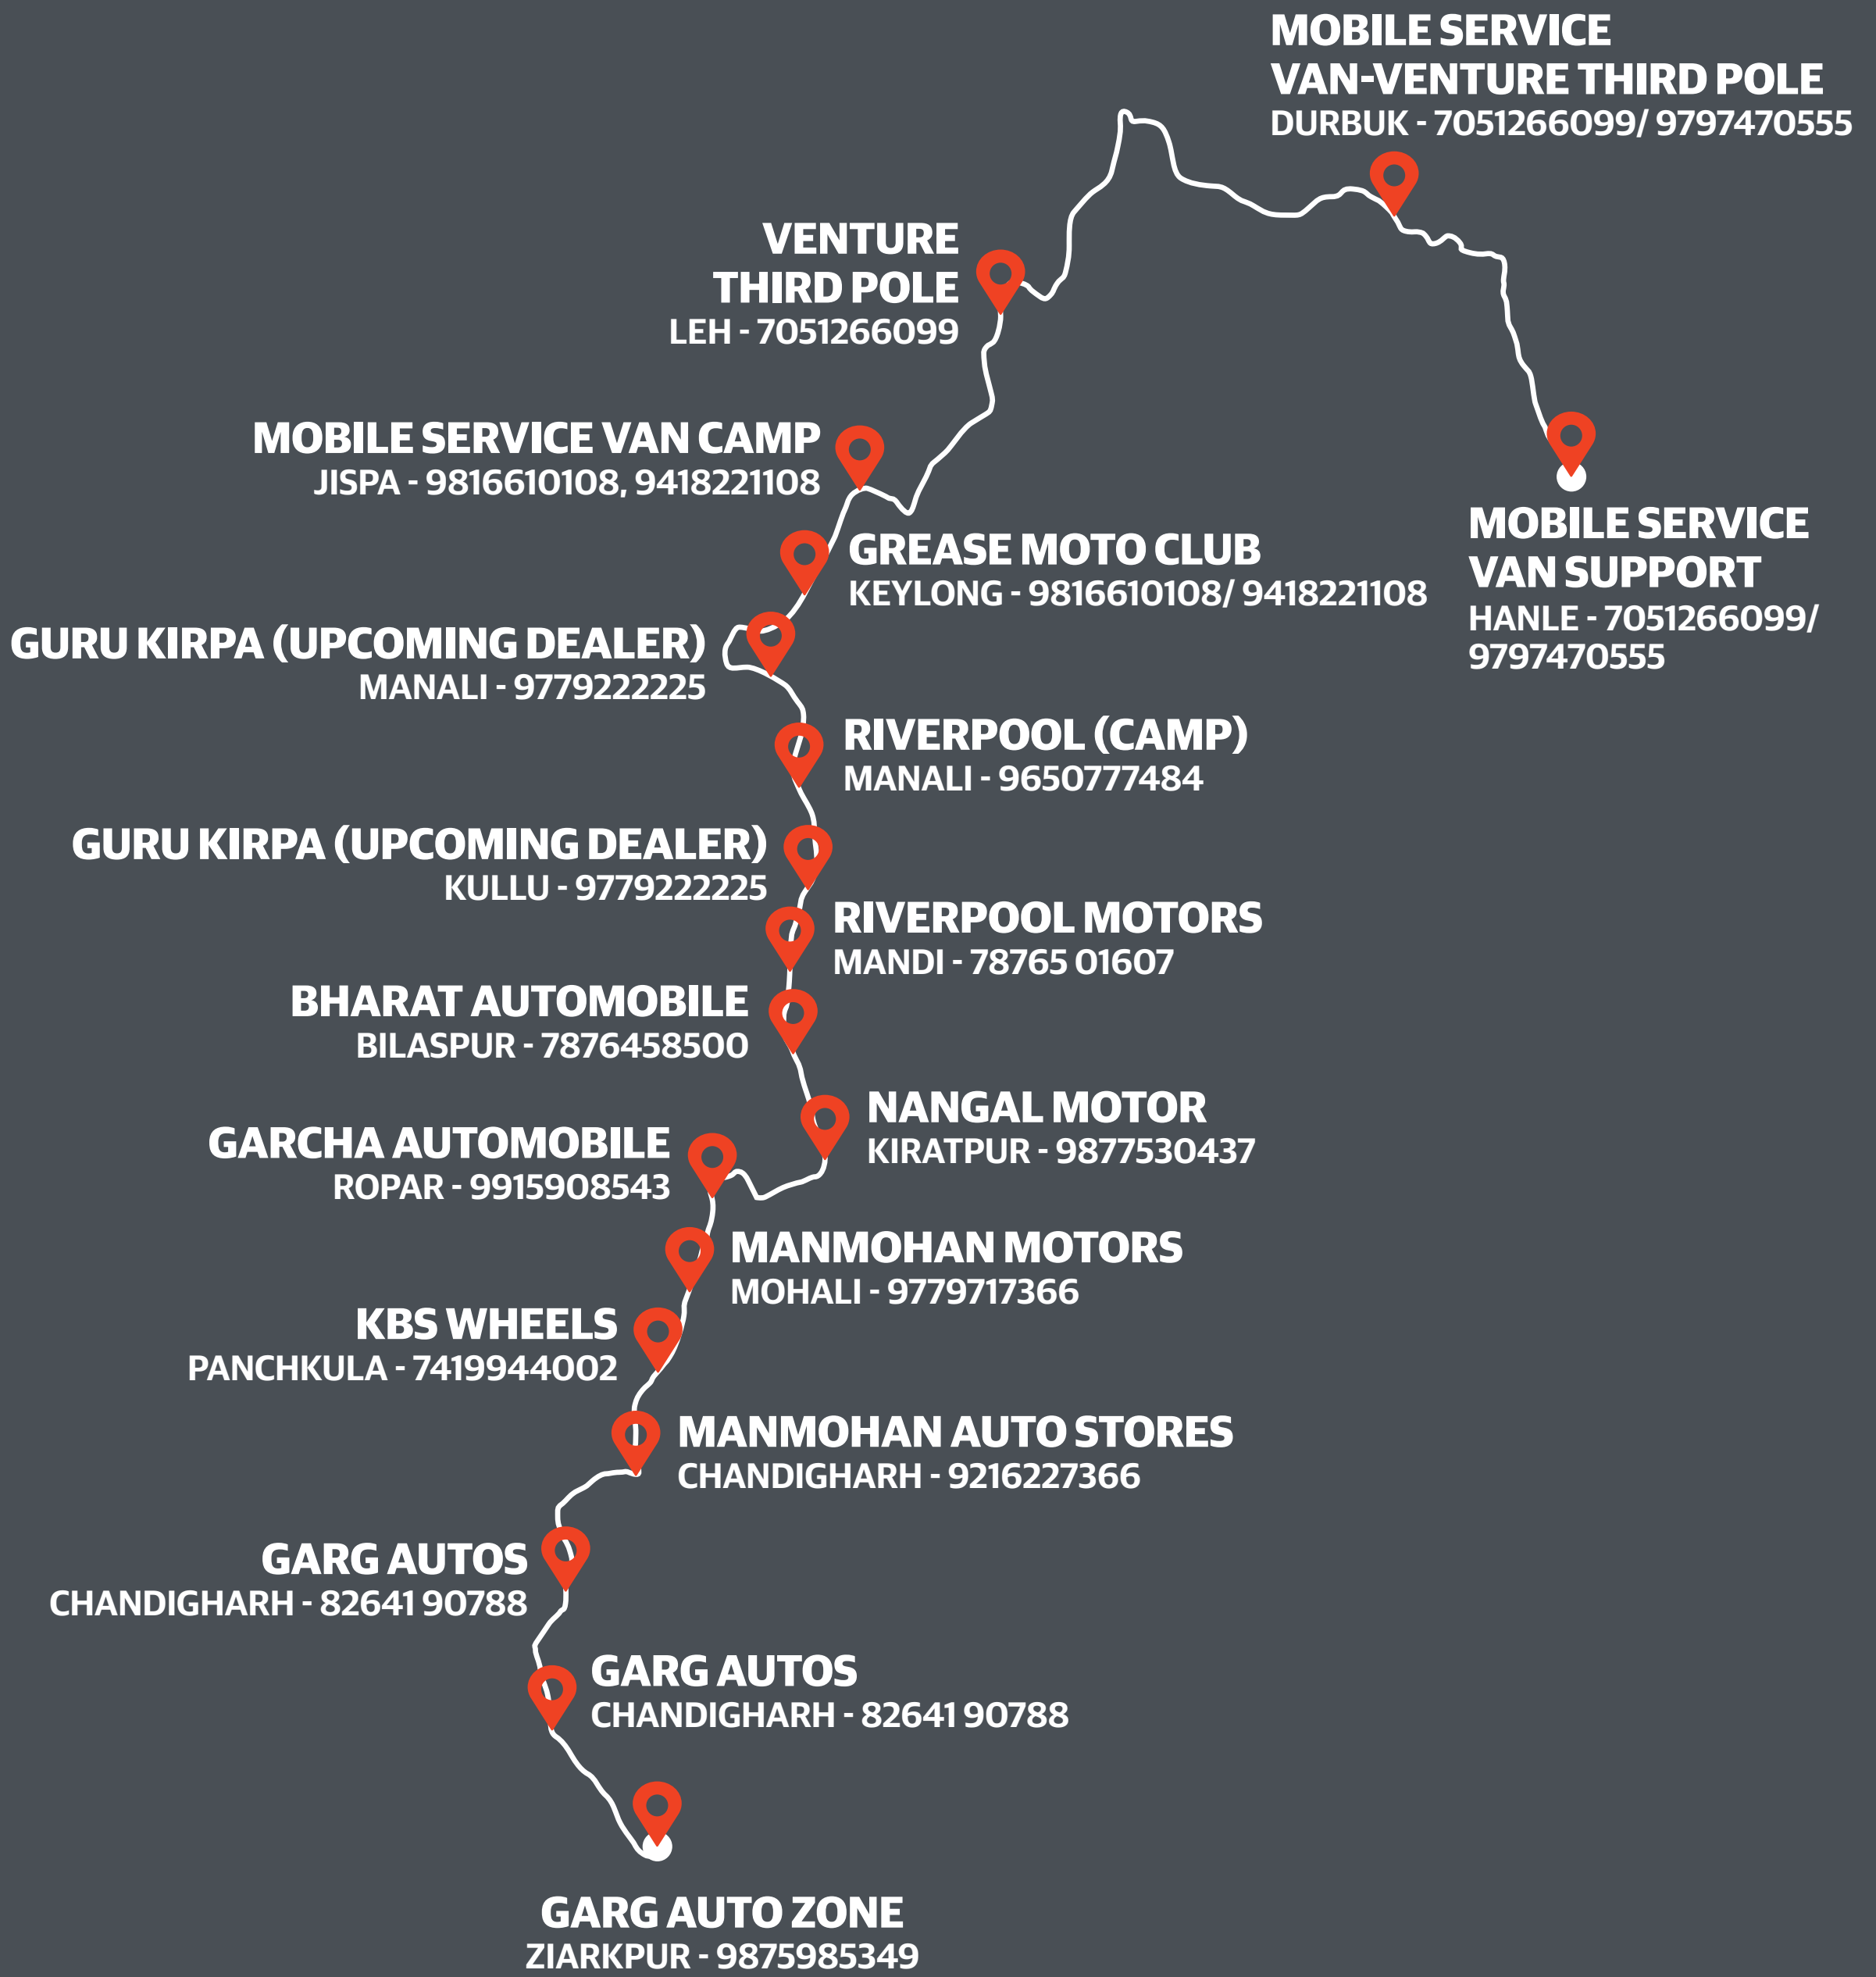 MOBILE SERVICE
VAN-VENTURE THIRD POLE
DURBUK - 7051266099/ 9797470555
VENTURE
THIRD POLE
LEH - 7051266099
MOBILE SERVICE VAN CAMP
JISPA - 9816610108, 9418221108
MOBILE SERVICE
VAN SUPPORT
HANLE - 7051266099/
9797470555
GREASE MOTO CLUB
KEYLONG - 9816610108/ 9418221108
GURU KIRPA (UPCOMING DEALER)
MANALI - 9779222225
RIVERPOOL (CAMP)
MANALI - 9650777484
GURU KIRPA (UPCOMING DEALER)
KULLU - 9779222225
RIVERPOOL MOTORS
MANDI - 78765 01607
BHARAT AUTOMOBILE
BILASPUR - 7876458500
NANGAL MOTOR
KIRATPUR - 9877530437
GARCHA AUTOMOBILE
ROPAR - 9915908543
MANMOHAN MOTORS
MOHALI - 9779717366
KBS WHEELS
PANCHKULA - 7419944002
MANMOHAN AUTO STORES
CHANDIGHARH - 9216227366
GARG AUTOS
CHANDIGHARH - 82641 90788
GARG AUTOS
CHANDIGHARH - 82641 90788
GARG AUTO ZONE
ZIARKPUR - 9875985349